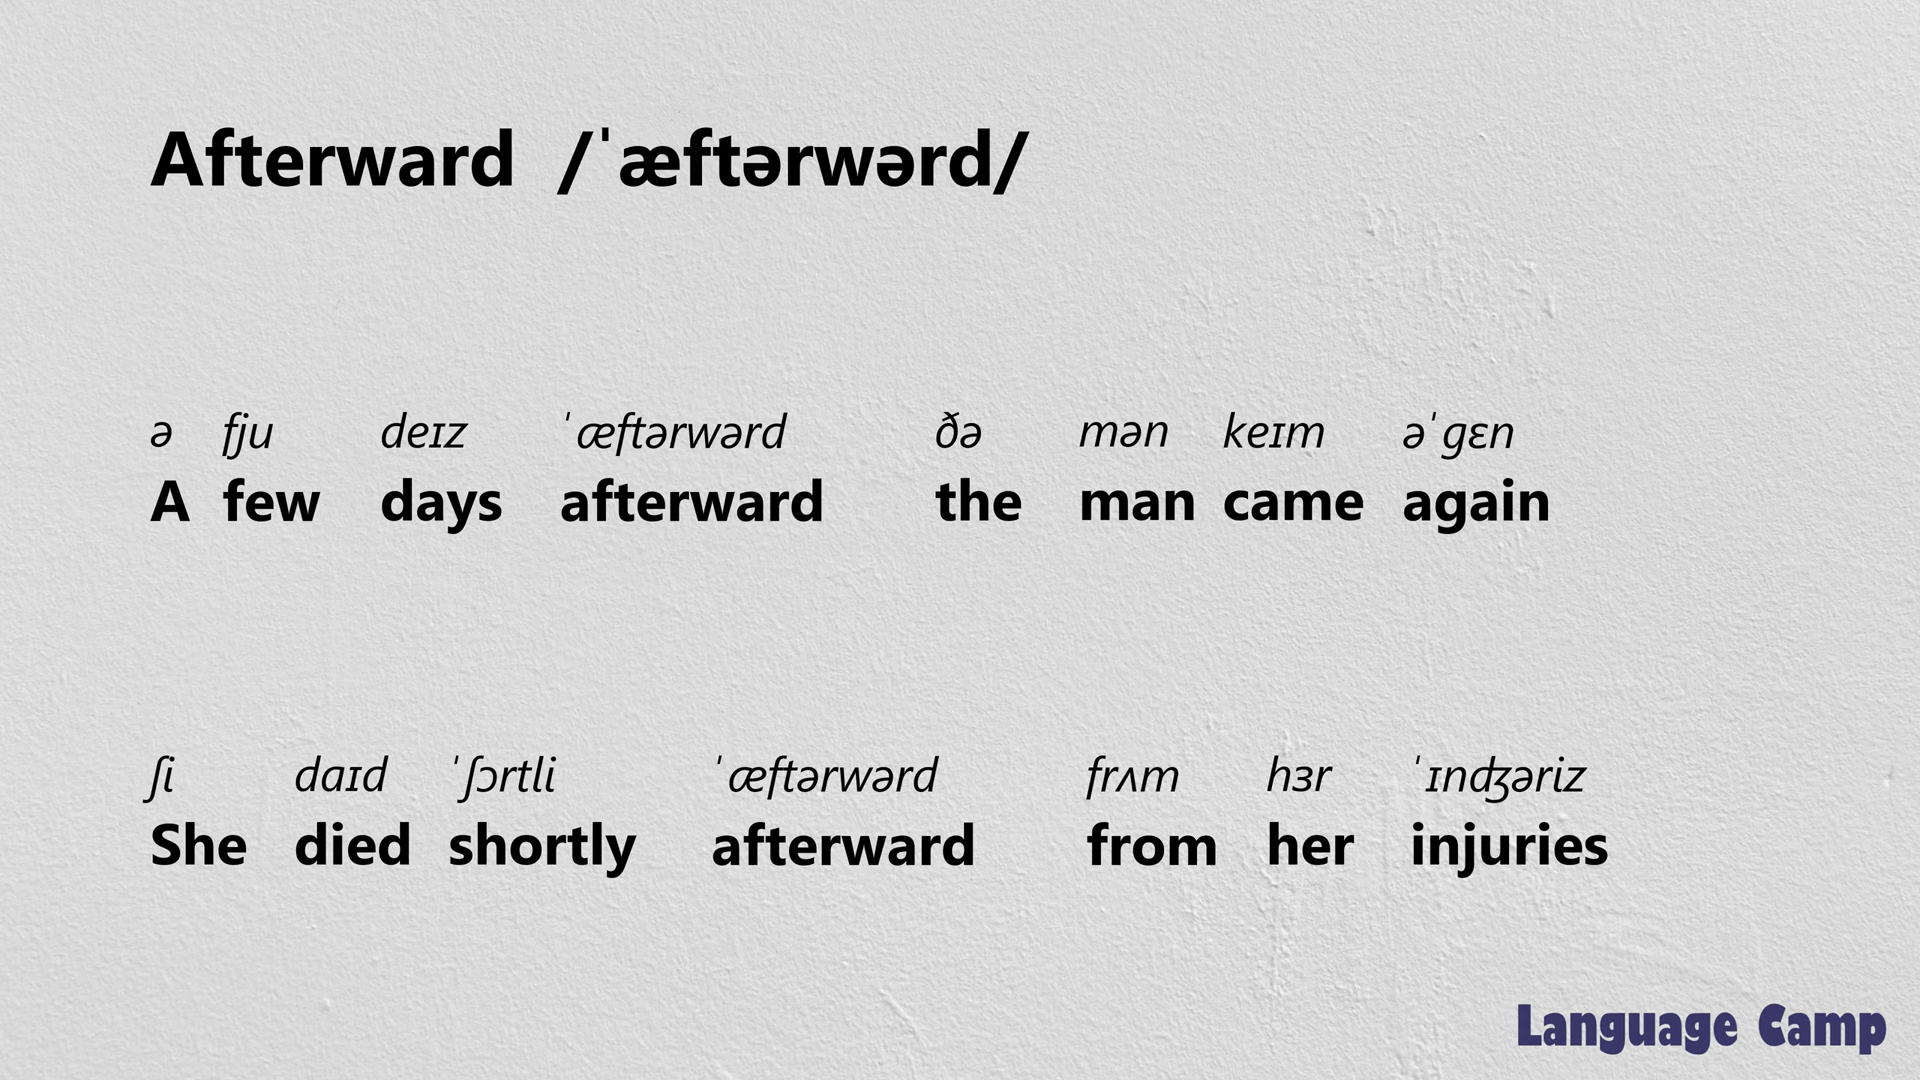 Afterward /ˈæftərwərd/
ə fju deɪz ˈæftərwərd ðə mən keɪm əˈgɛn
A few days afterward the man came again
ʃi daɪd ˈʃɔrtli ˈæftərwərd frʌm hɜr ˈɪnʤəriz
She died shortly afterward from her injuries
Language Camp